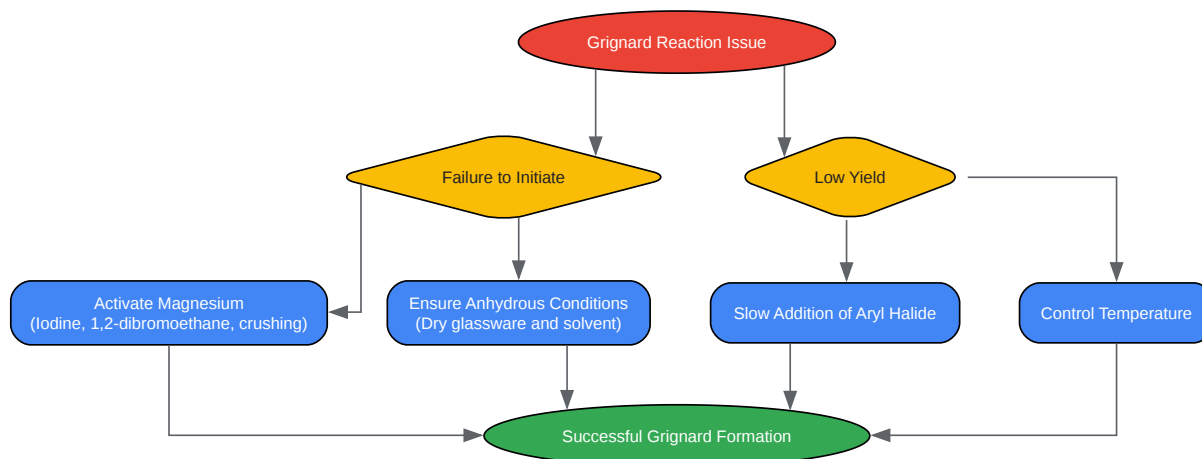 Grignard Reaction Issue
Failure to Initiate
Low Yield
Activate Magnesium
(Iodine, 1,2-dibromoethane, crushing)
Ensure Anhydrous Conditions
(Dry glassware and solvent)
Slow Addition of Aryl Halide
Control Temperature
Successful Grignard Formation